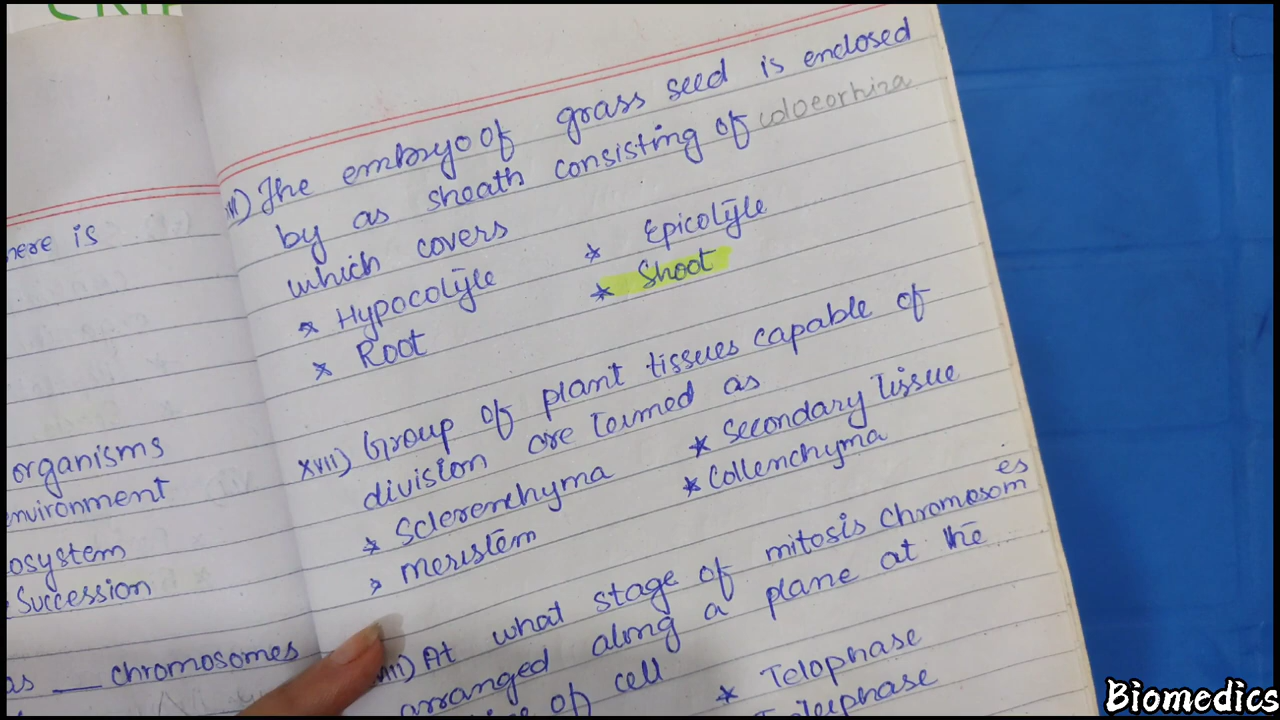 here is
organisms
environment
osystem
Succession
as __ chromosomes
The embryo of grass seed is enclosed
by as sheath consisting of coloeorhiza
which covers
* Hypocotyle * Epicotyle
* Root * Shoot
xvii) Group of plant tissues capable of
division are termed as
* Sclerenchyma * Secondary Tissue
* meristem * Collenchyma
At what stage of mitosis chromosomes
arranged along a plane at the
of cell
* Telophase
Biomedics